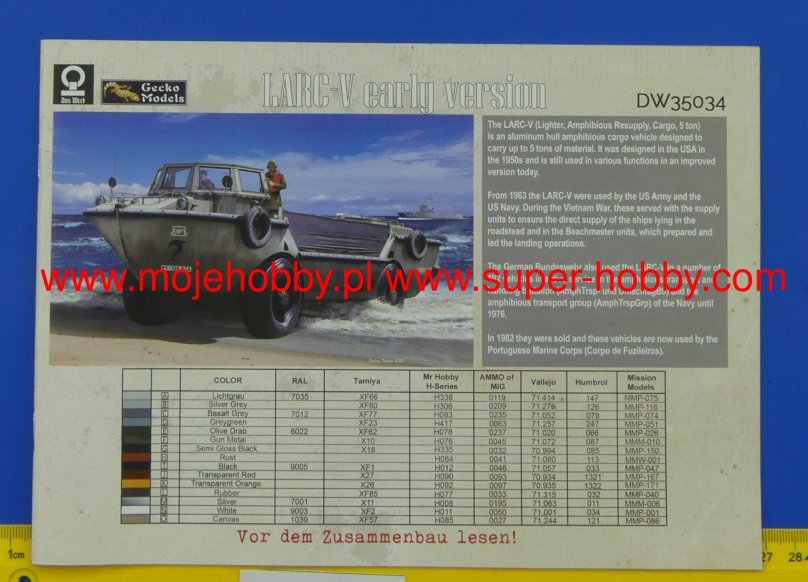 Das Werk
Gecko
Models
LARC-V early version
DW35034
The LARC-V (Lighter, Amphibious Resupply, Cargo, 5 ton)
is an aluminum hull amphibious cargo vehicle designed to
carry up to 5 tons of material. It was designed in the USA in
the 1950s and is still used in various functions in an improved
version today.
From 1963 the LARC-V were used by the US Army and the
US Navy. During the Vietnam War, these served with the supply
units to ensure the direct supply of the ships lying in the
roadstead and in the Beachmaster units, which prepared and
led the landing operations.
The German Bundeswehr also used the LARC-V in a number of
amphibious transport group (AmphTrspGrp) of the Navy until
1976.
In 1982 they were sold and these vehicles are now used by the
Portuguese Marine Corps (Corpo de Fuzileiros).
www.mojehobby.pl www.super-hobby.com
COLOR RAL Tamiya Mr Hobby H-Series AMMO of MIG Vallejo Humbrol Mission Models
A Lichtgrau 7035 XF66 H338 0119 71.414 147 MMP-075
B Silver Grey XF80 H306 0209 71.276 126 MMP-116
C Basalt Grey 7012 XF77 H083 0235 71.052 079 MMP-074
D Greygreen XF23 H417 0063 71.257 247 MMP-051
E Olive Drab 6022 XF62 H078 0237 71.020 066 MMP-026
F Gun Metal X10 H076 0045 71.072 087 MMM-010
G Semi Gloss Black X18 H335 0032 70.994 085 MMP-150
H Rust H084 0041 71.080 113 MMW-001
I Black 9005 XF1 H012 0046 71.057 033 MMP-047
J Transparent Red X27 H090 0093 70.934 1321 MMP-167
K Transparent Orange X26 H092 0097 70.935 1322 MMP-171
L Rubber XF85 H077 0033 71.315 032 MMP-040
M Silver 7001 X11 H008 0195 71.063 011 MMM-006
N White 9003 XF2 H011 0050 71.001 034 MMP-001
O Canvas 1039 XF57 H085 0027 71.244 121 MMP-086
Vor dem Zusammenbau lesen!
1cm
27 28